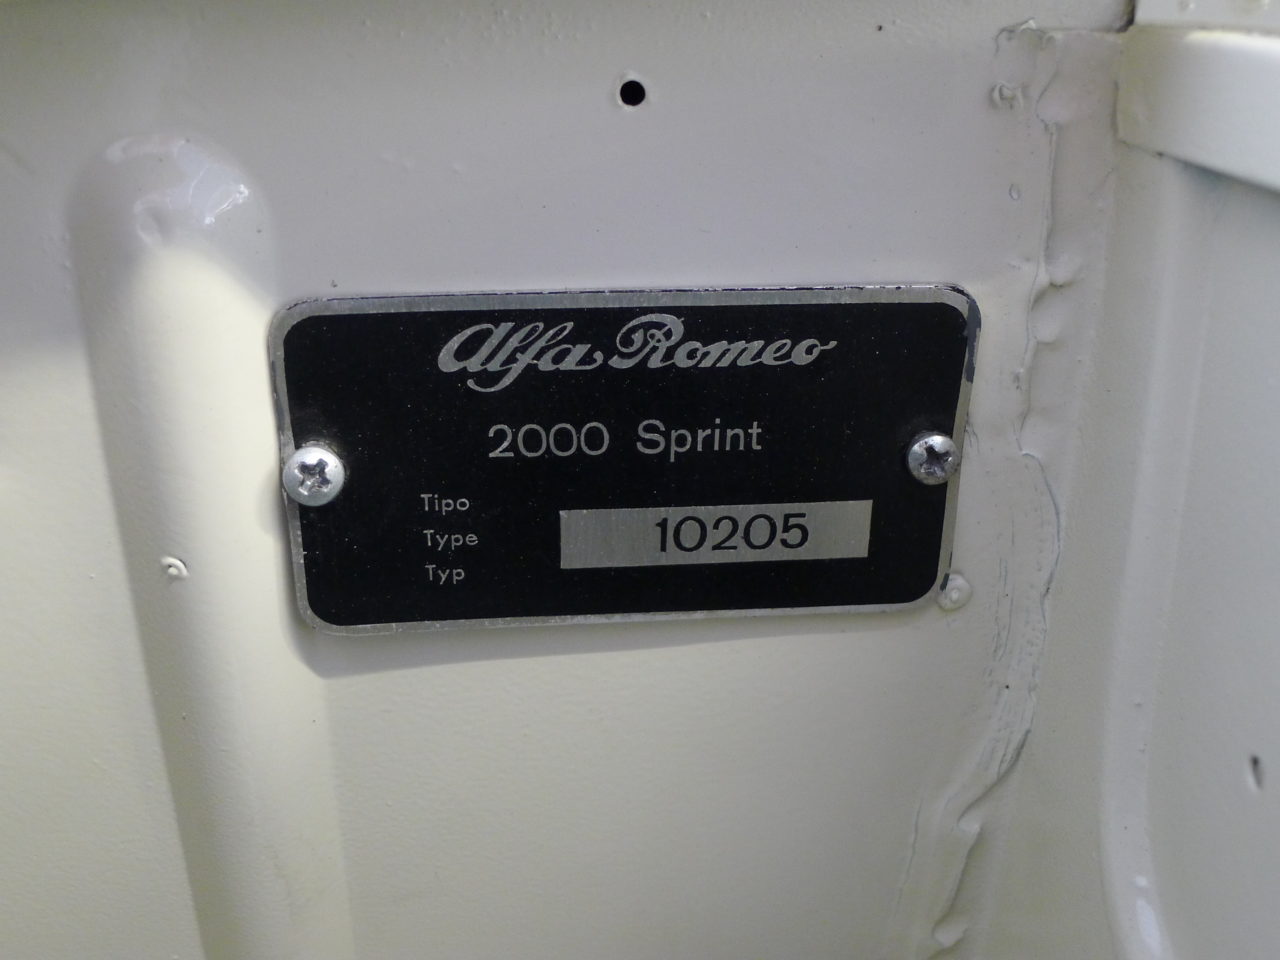 Alfa Romeo
2000 Sprint
Tipo
Type 10205
Typ